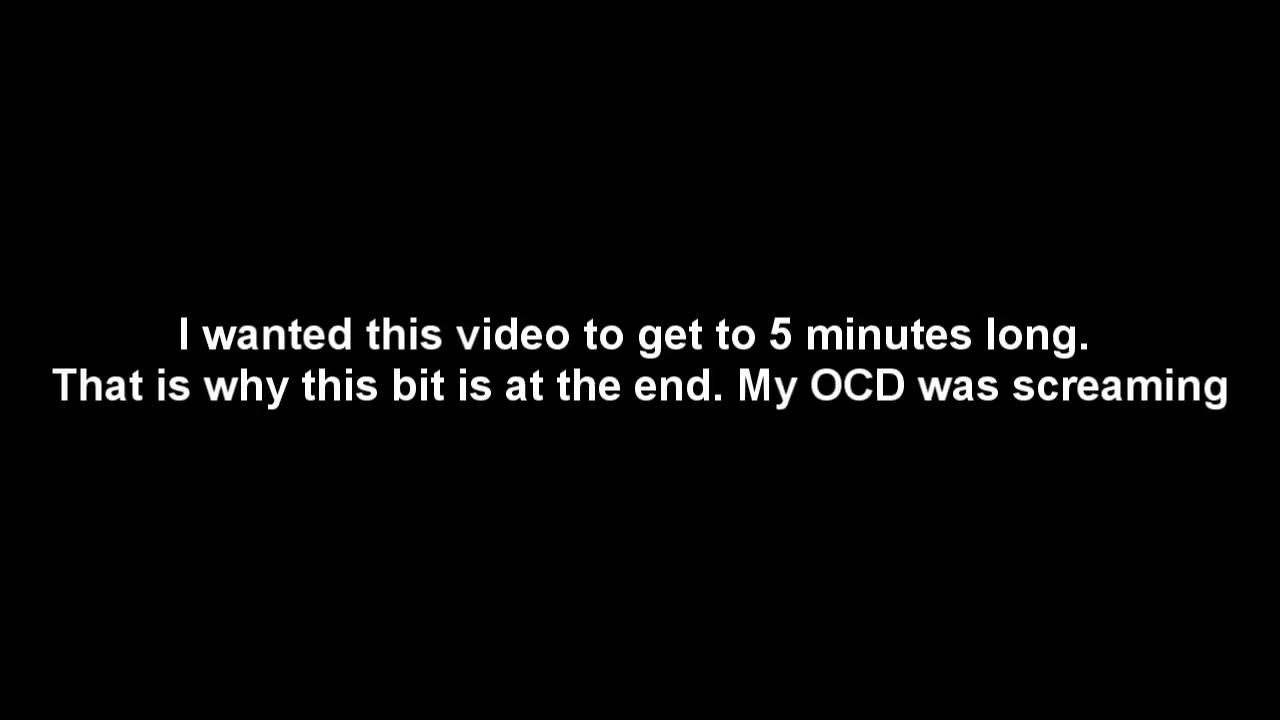 I wanted this video to get to 5 minutes long.
That is why this bit is at the end. My OCD was screaming